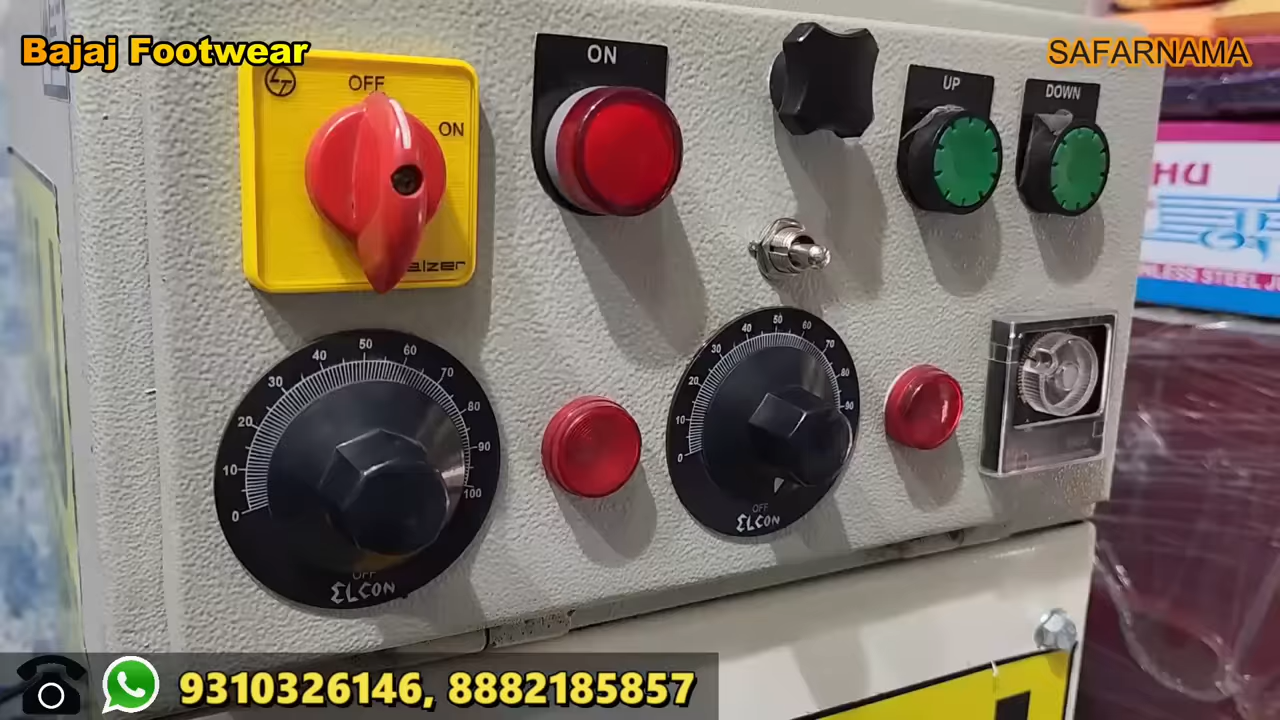 Bajaj Footwear
SAFARNAMA
OFF
ON
ON
UP
DOWN
0 10 20 30 40 50 60 70 80 90 100
OFF
ELCON
0 10 20 30 40 50 60 70 80 90
OFF
ELCON
9310326146, 8882185857